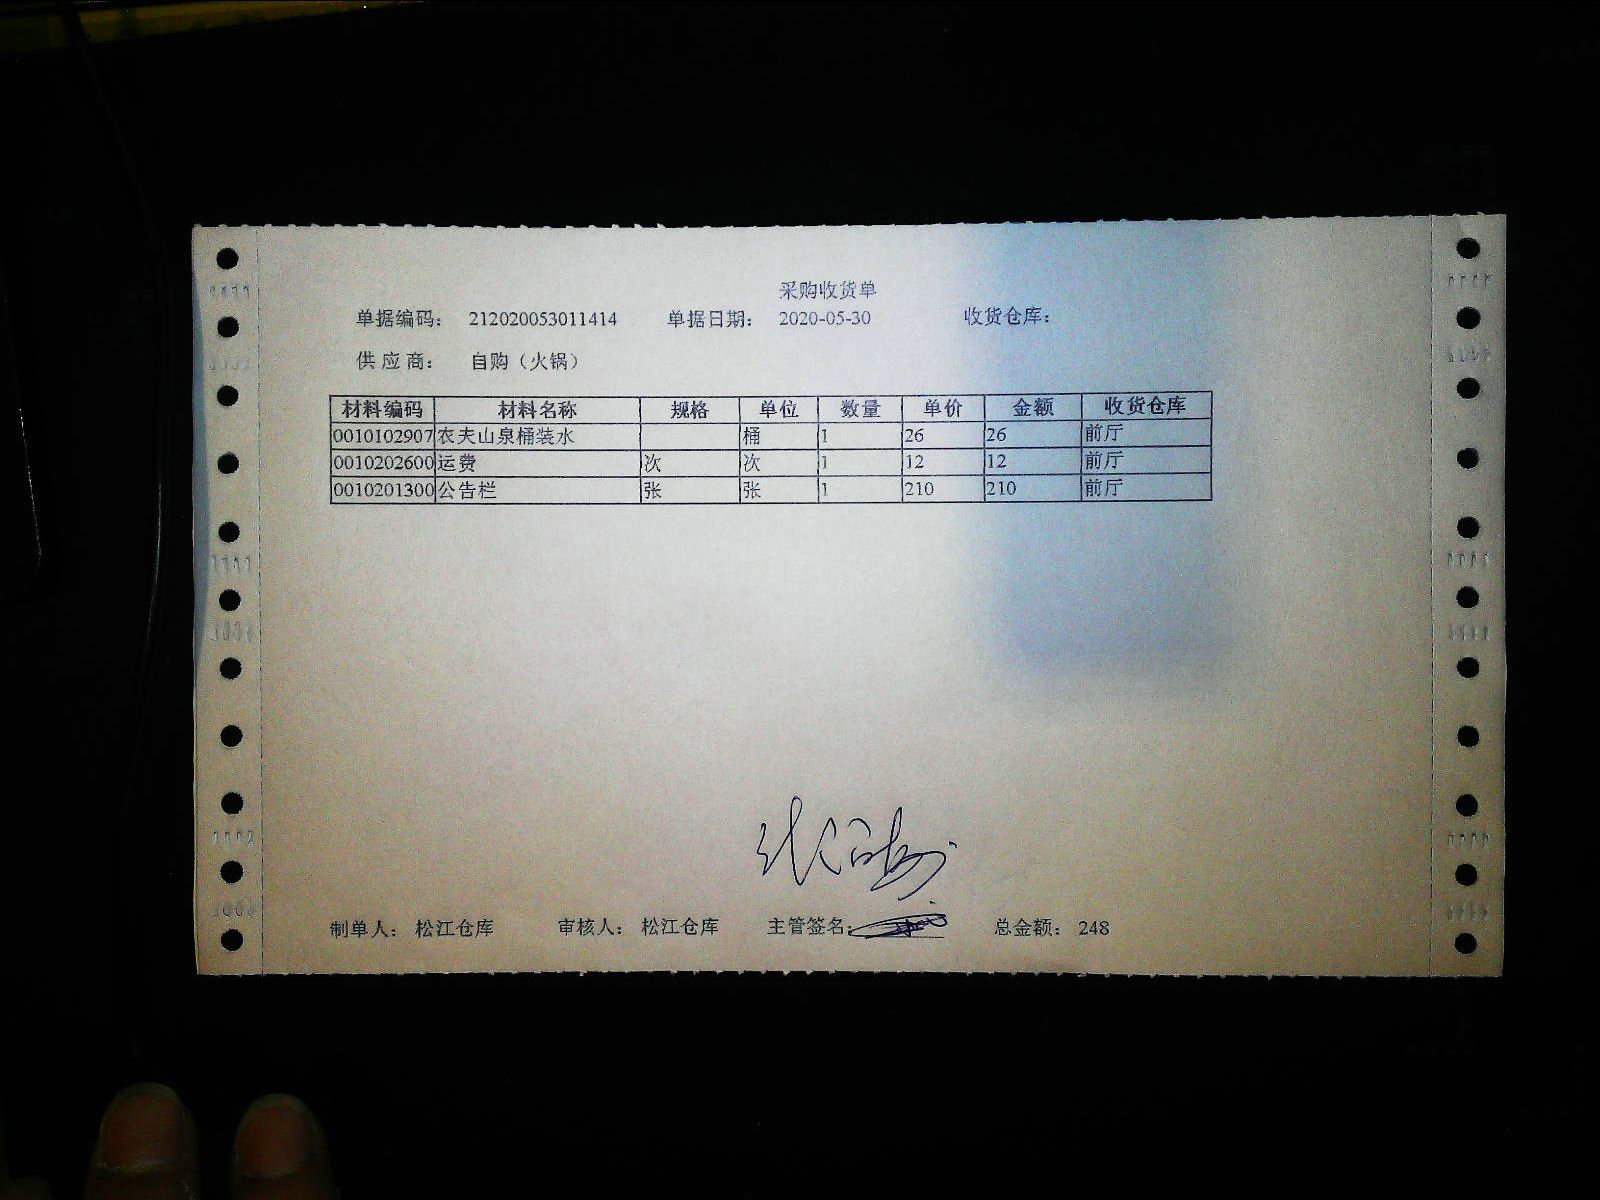 采购收货单
单据编码： 212020053011414 单据日期： 2020-05-30 收货仓库：
供 应 商： 自购（火锅）
材料编码 材料名称 规格 单位 数量 单价 金额 收货仓库
0010102907 农夫山泉桶装水 桶 1 26 26 前厅
0010202600 运费 次 次 1 12 12 前厅
0010201300 公告栏 张 张 1 210 210 前厅
制单人： 松江仓库 审核人： 松江仓库 主管签名： 总金额： 248